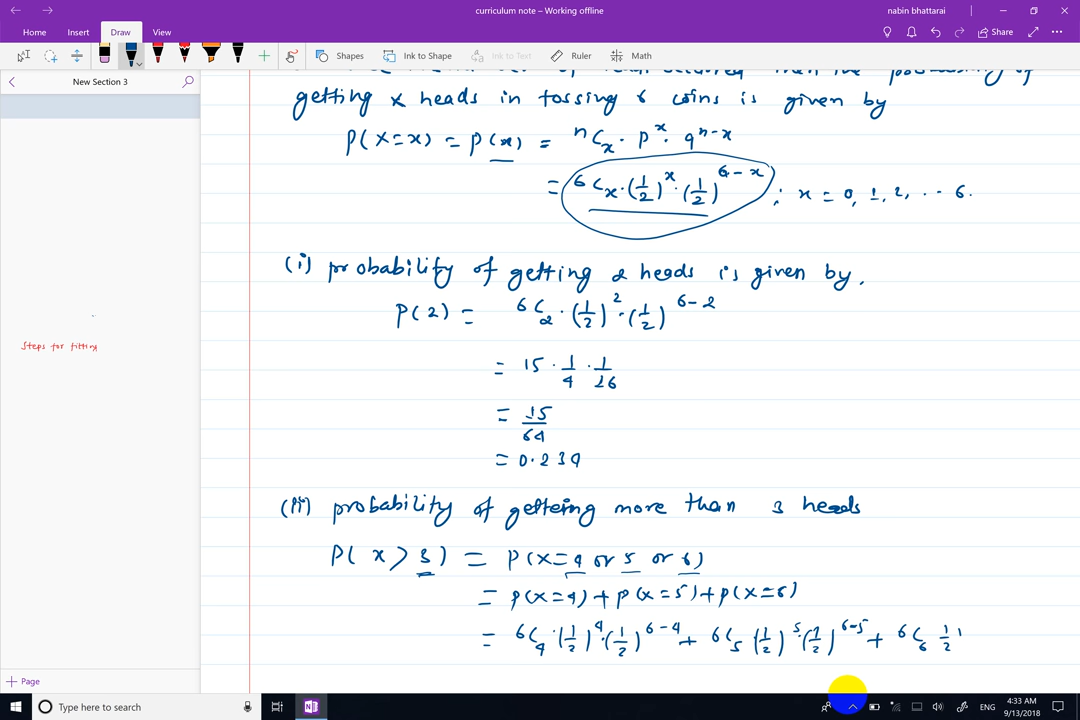 curriculum note – Working offline
nabin bhattarai
Home Insert Draw View
Share
Shapes Ink to Shape Ink to Text Ruler Math
New Section 3
getting x heads in tossing 6 coins is given by
P(X=x) = P(x) = nCx · p^x · q^n-x
= 6Cx · (1/2)^x · (1/2)^6-x ; x = 0, 1, 2, ... 6.
(i) probability of getting 2 heads is given by,
P(2) = 6C2 · (1/2)^2 · (1/2)^6-2
= 15 · 1/4 · 1/16
= 15/64
= 0.234
Steps for fitting
(ii) probability of gettering more than 3 heads
P( x > 3) = P(X=4 or 5 or 6)
= P(X=4) + P(X=5) + P(X=6)
= 6C4 · (1/2)^4 · (1/2)^6-4 + 6C5 (1/2)^5 · (1/2)^6-5 + 6C6 1/2
Page
Type here to search
ENG
4:33 AM
9/13/2018